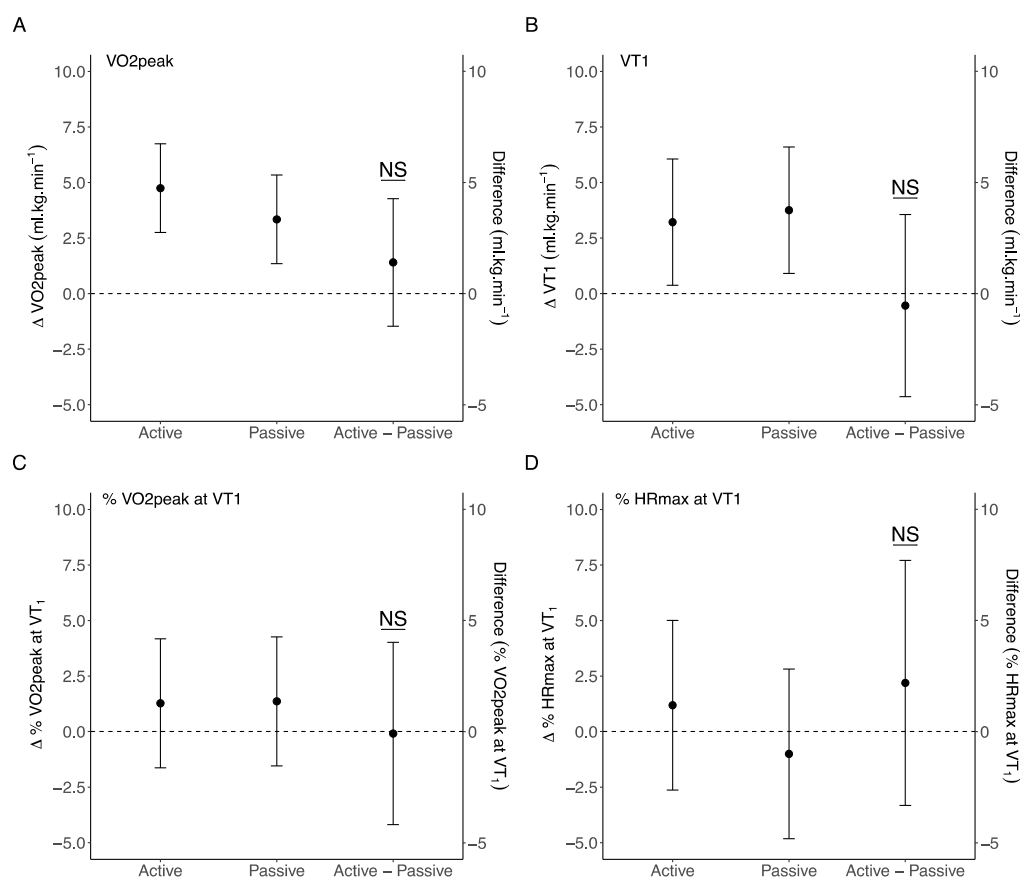 A
VO2peak
10.0
7.5
5.0
2.5
0.0
−2.5
−5.0
Δ VO2peak (ml.kg.min−1)
10
5
0
−5
Difference (ml.kg.min−1)
NS
Active
Passive
Active − Passive
B
VT1
10.0
7.5
5.0
2.5
0.0
−2.5
−5.0
Δ VT1 (ml.kg.min−1)
10
5
0
−5
Difference (ml.kg.min−1)
NS
Active
Passive
Active − Passive
C
% VO2peak at VT1
10.0
7.5
5.0
2.5
0.0
−2.5
−5.0
Δ % VO2peak at VT1
10
5
0
−5
Difference (% VO2peak at VT1)
NS
Active
Passive
Active − Passive
D
% HRmax at VT1
10.0
7.5
5.0
2.5
0.0
−2.5
−5.0
Δ % HRmax at VT1
10
5
0
−5
Difference (% HRmax at VT1)
NS
Active
Passive
Active − Passive